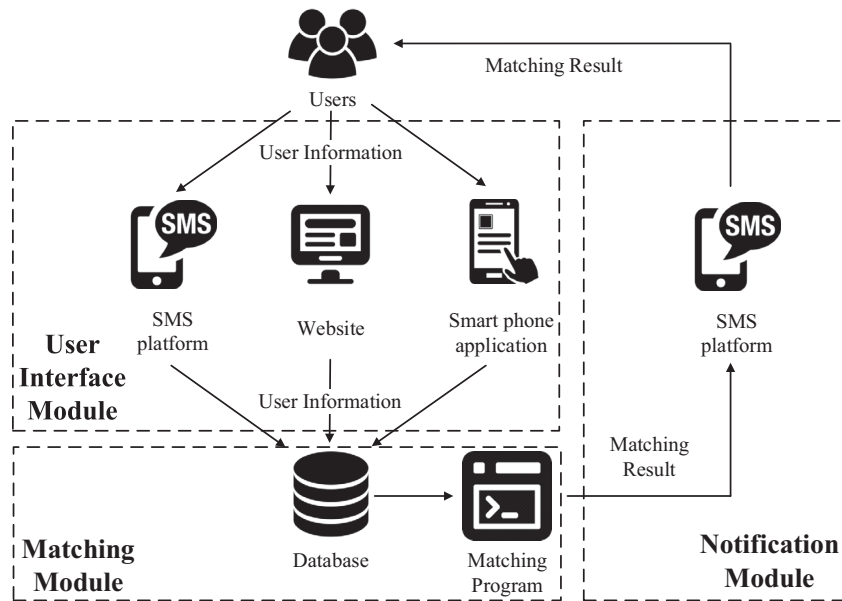 Matching Result
Users
User Information
SMS
SMS
SMS
platform
Website
Smart phone
application
SMS
platform
User
Interface
Module
User Information
Matching
Result
Database
Matching
Program
Matching
Module
Notification
Module